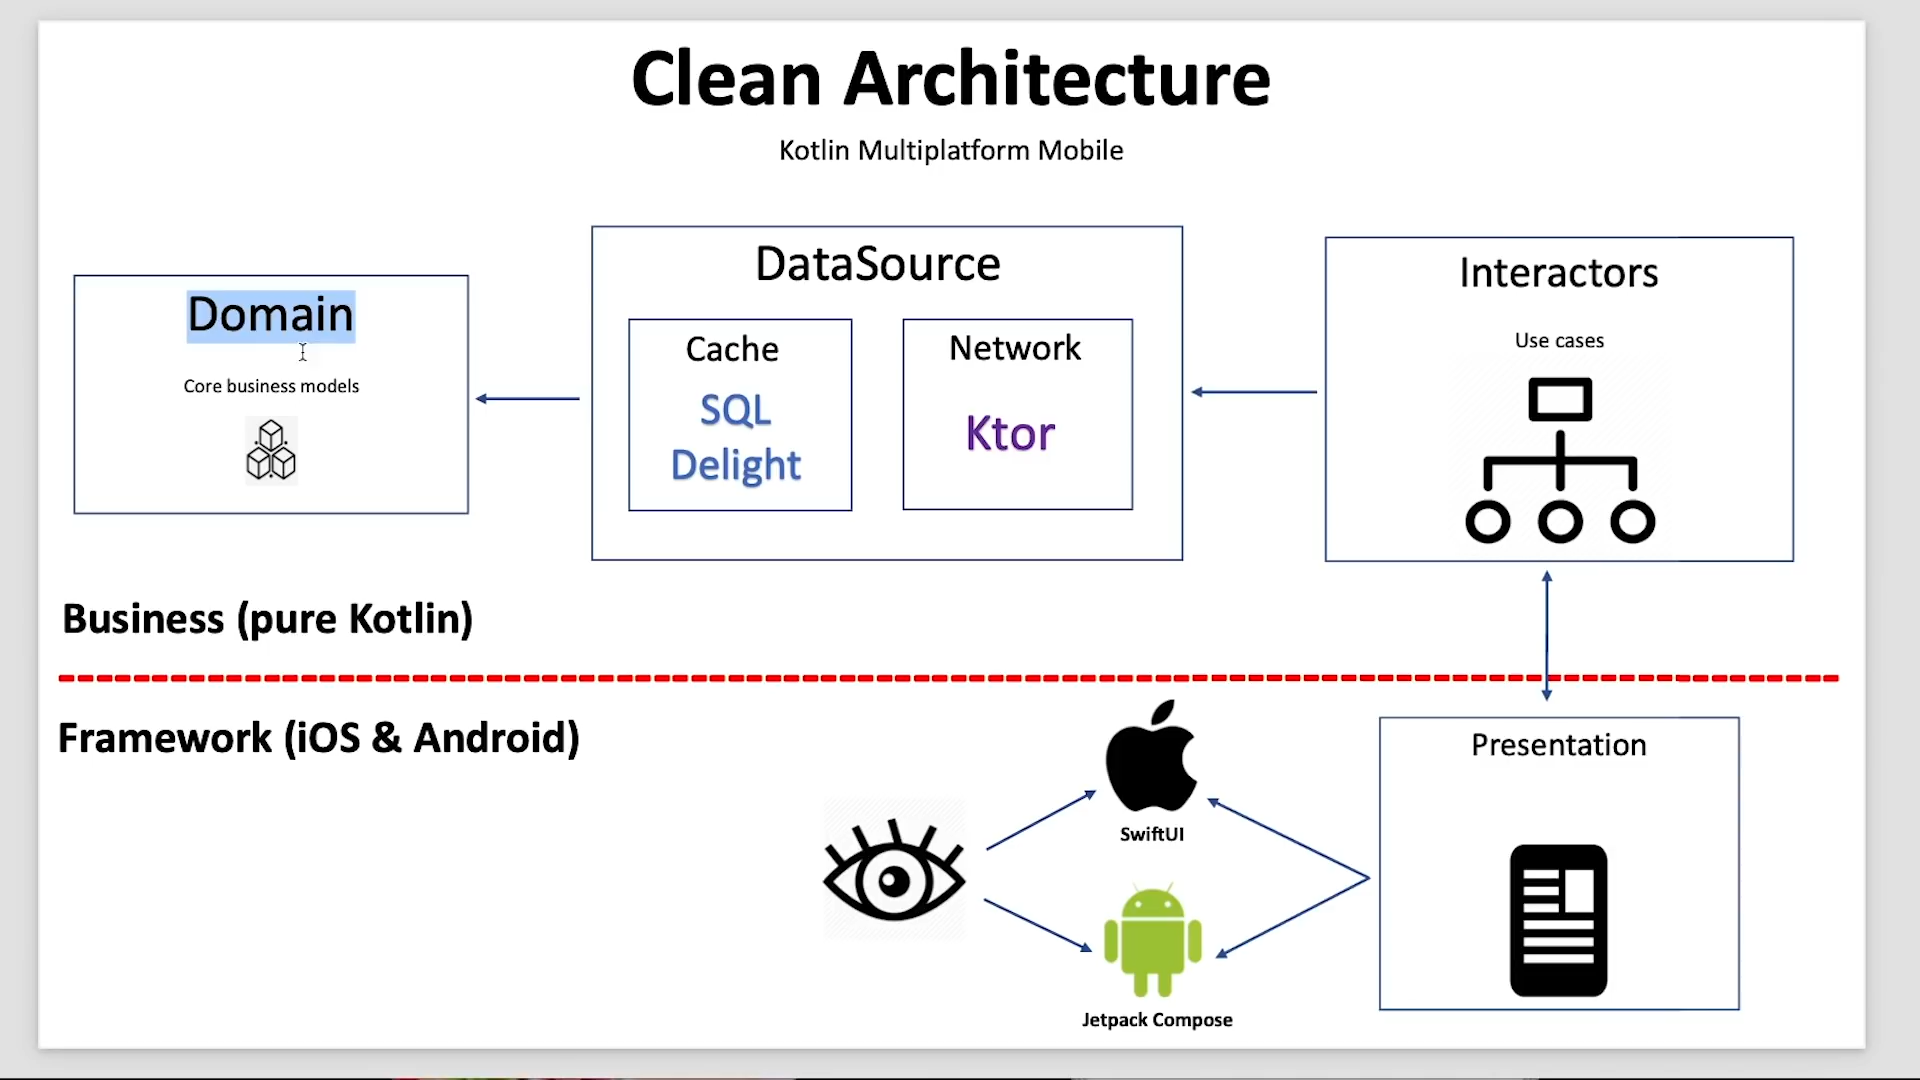 Clean Architecture
Kotlin Multiplatform Mobile
Domain
Core business models
DataSource
Cache
SQL
Delight
Network
Ktor
Interactors
Use cases
Business (pure Kotlin)
Framework (iOS & Android)
SwiftUI
Jetpack Compose
Presentation